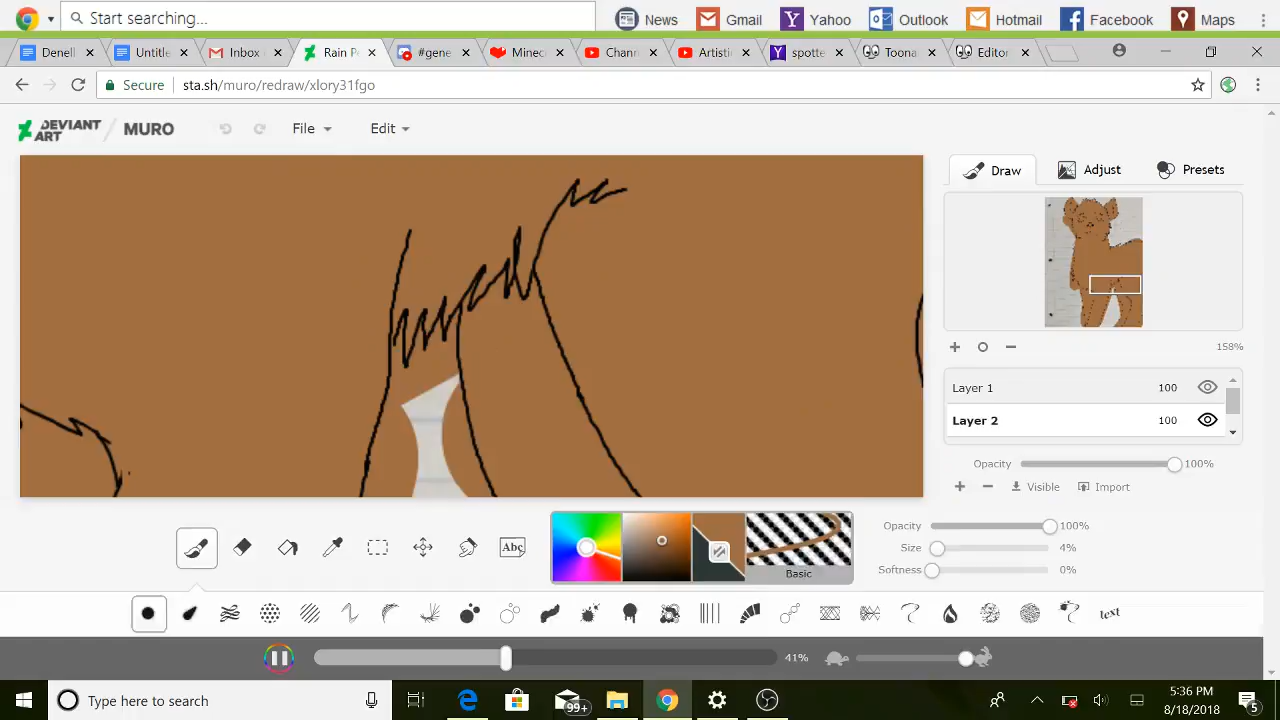 Start searching...
News
Gmail
Yahoo
Outlook
Hotmail
Facebook
Maps
Denell
Untitle
Inbox
Rain P
#gene
Minec
Chann
Artisti
spotte
Toona
Editor
Secure
sta.sh/muro/redraw/xlory31fgo
DEVIANT ART / MURO
File
Edit
Draw
Adjust
Presets
158%
Layer 1 100
Layer 2 100
Opacity 100%
Visible
Import
Abc
Basic
Opacity 100%
Size 4%
Softness 0%
text
41%
Type here to search
99+
5:36 PM
8/18/2018
5